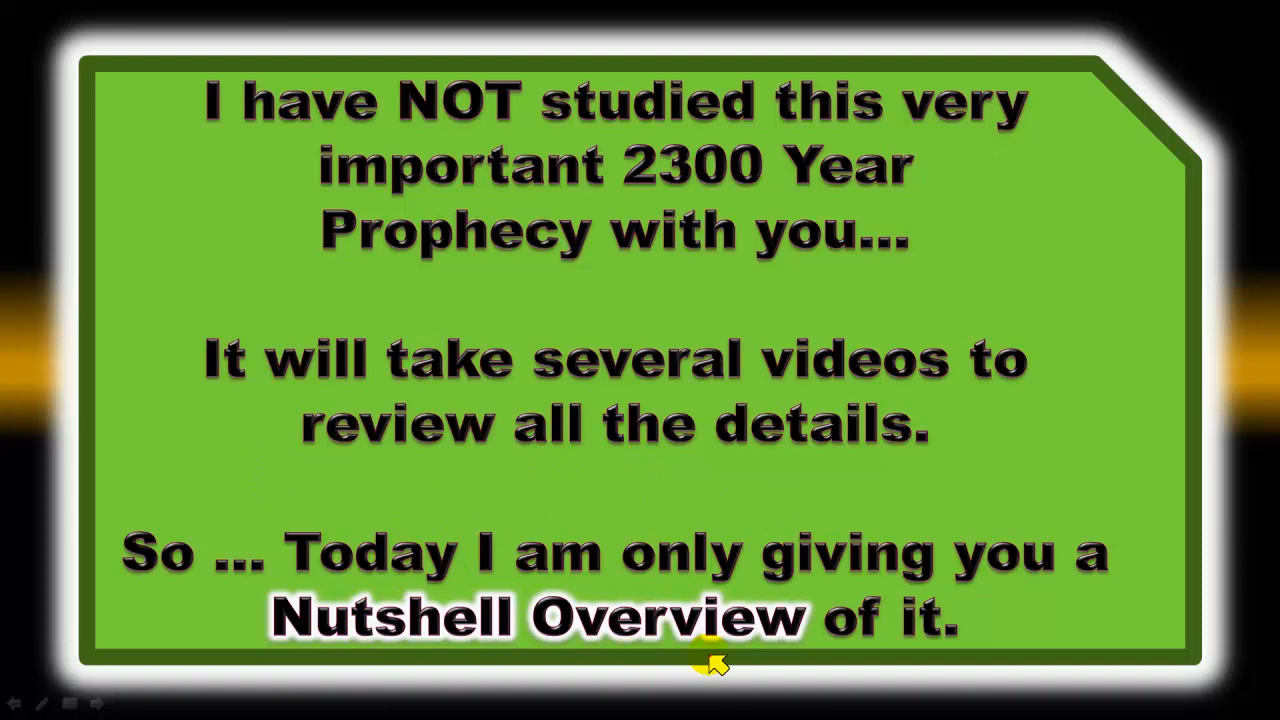 I have NOT studied this very
important 2300 Year
Prophecy with you...
It will take several videos to
review all the details.
So ... Today I am only giving you a
Nutshell Overview of it.